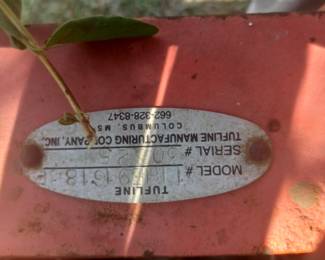 TUFLINE
MODEL #
SERIAL #
TUFLINE MANUFACTURING COMPANY, INC.
COLUMBUS, MS
662-328-8347